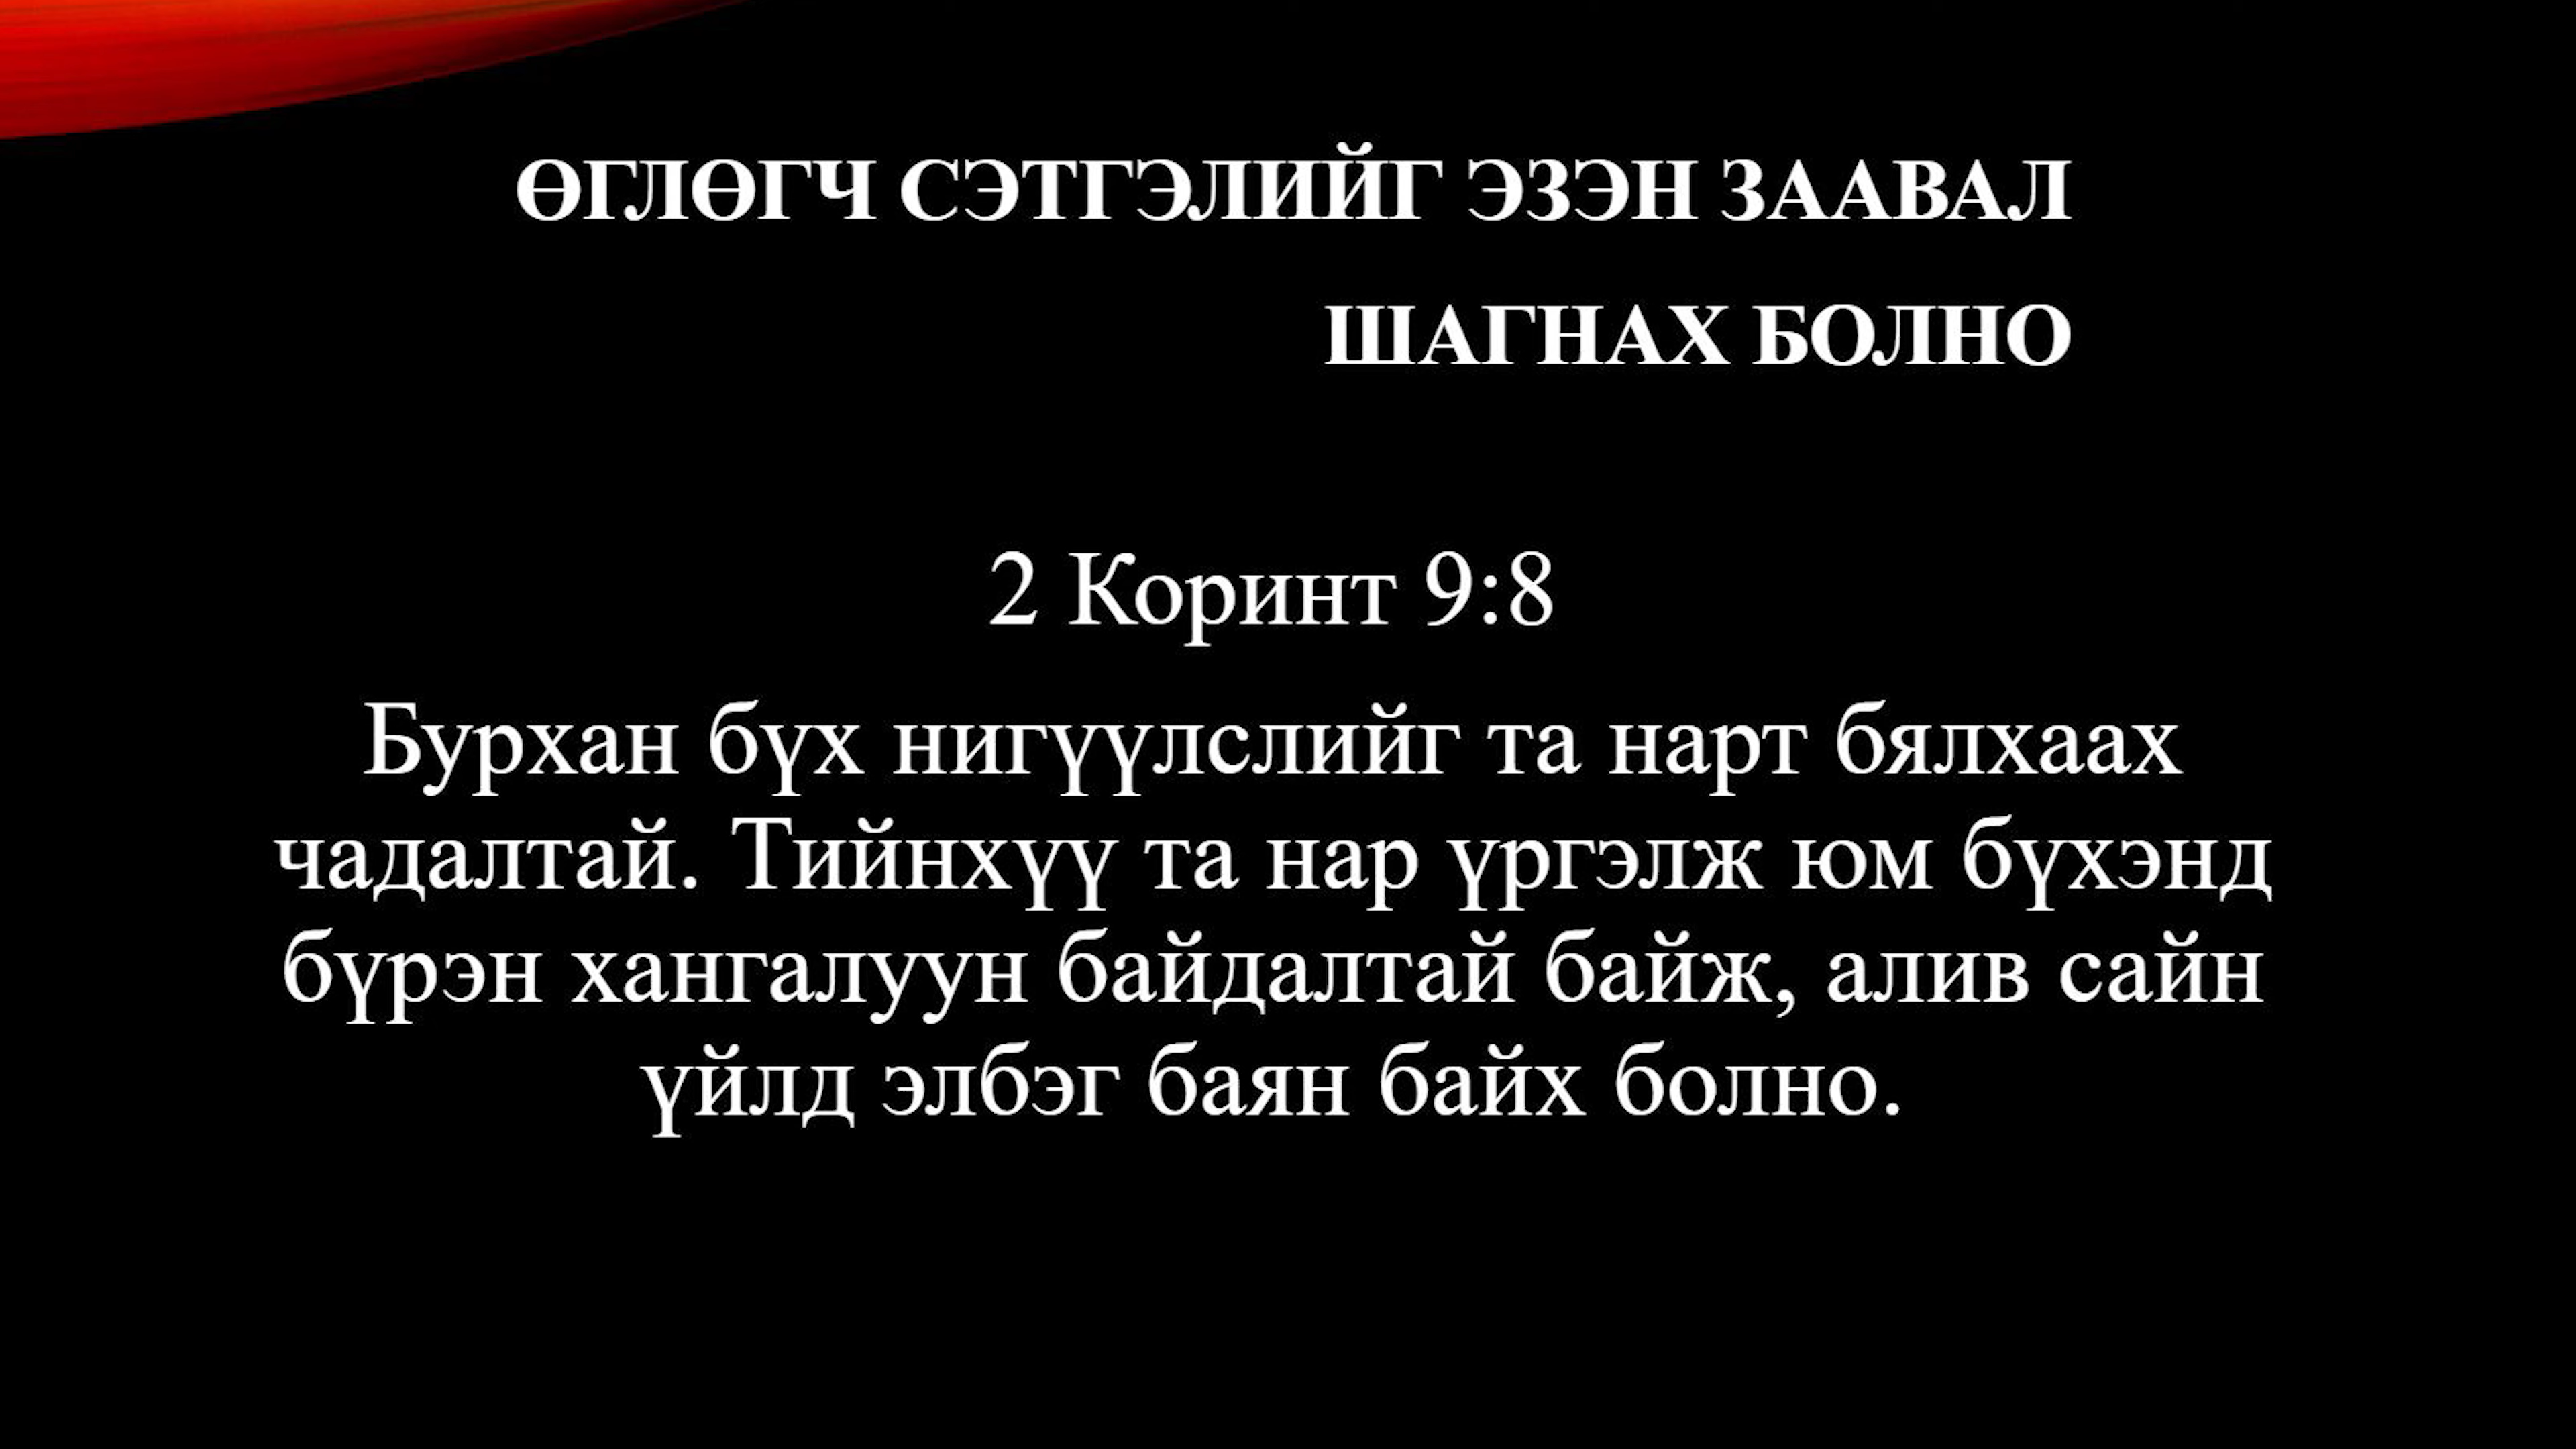 ӨГЛӨГЧ СЭТГЭЛИЙГ ЭЗЭН ЗААВАЛ
ШАГНАХ БОЛНО
2 Коринт 9:8
Бурхан бүх нигүүлслийг та нарт бялхаах
чадалтай. Тийнхүү та нар үргэлж юм бүхэнд
бүрэн хангалуун байдалтай байж, алив сайн
үйлд элбэг баян байх болно.